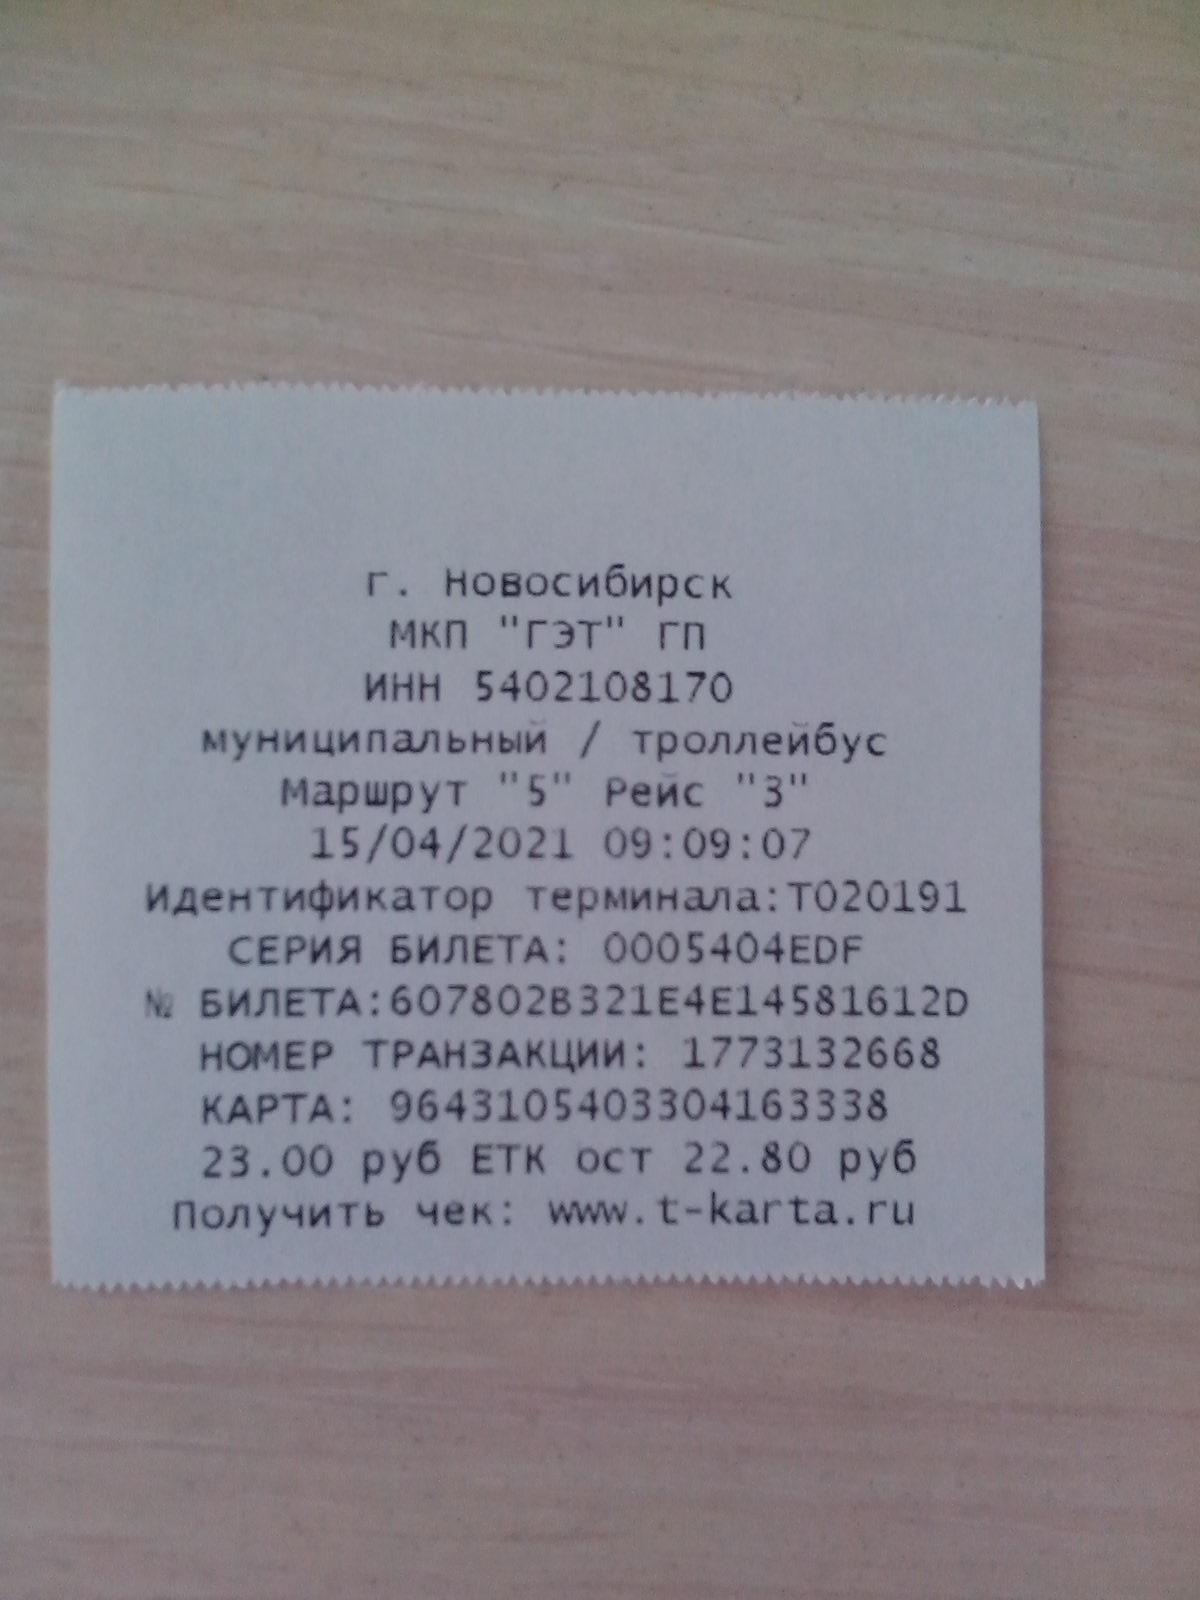 г. Новосибирск
МКП "ГЭТ" ГП
ИНН 5402108170
муниципальный / троллейбус
Маршрут "5" Рейс "3"
15/04/2021 09:09:07
Идентификатор терминала:T020191
СЕРИЯ БИЛЕТА: 0005404EDF
№ БИЛЕТА:607802B321E4E14581612D
НОМЕР ТРАНЗАКЦИИ: 1773132668
КАРТА: 9643105403304163338
23.00 руб ЕТК ост 22.80 руб
Получить чек: www.t-karta.ru